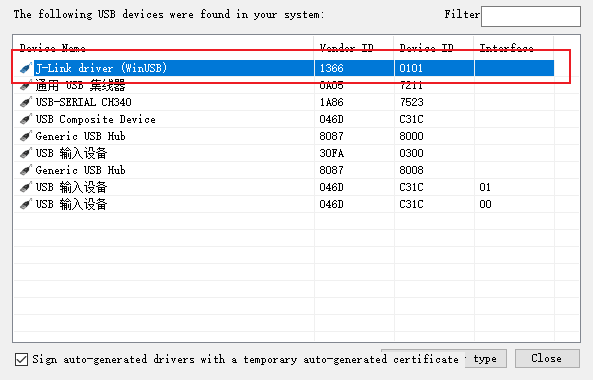 The following USB devices were found in your system: Filter
Device Name Vendor ID Device ID Interface
J-Link driver (WinUSB) 1366 0101
通用 USB 集线器 0A05 7211
USB-SERIAL CH340 1A86 7523
USB Composite Device 046D C31C
Generic USB Hub 8087 8000
USB 输入设备 30FA 0300
Generic USB Hub 8087 8008
USB 输入设备 046D C31C 01
USB 输入设备 046D C31C 00
Sign auto-generated drivers with a temporary auto-generated certificate type Close